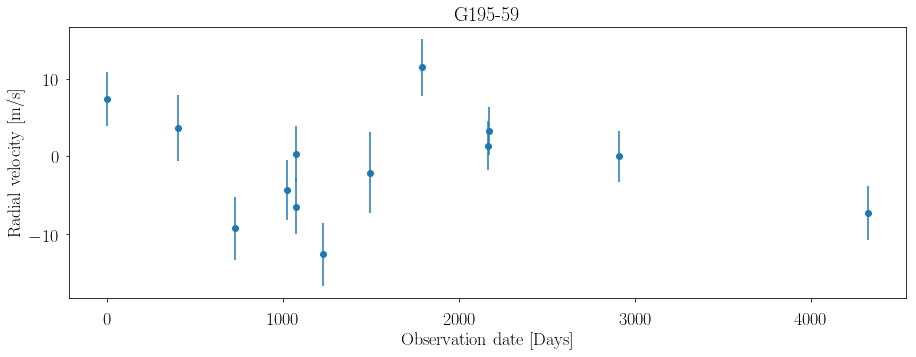 G195-59
10
0
−10
Radial velocity [m/s]
0 1000 2000 3000 4000
Observation date [Days]